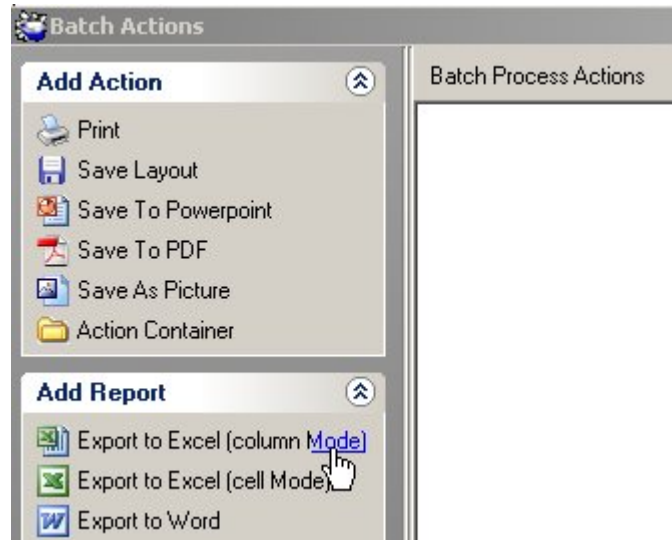 Batch Actions
Add Action
Print
Save Layout
Save To Powerpoint
Save To PDF
Save As Picture
Action Container
Add Report
Export to Excel (column Mode)
Export to Excel (cell Mode)
Export to Word
Batch Process Actions